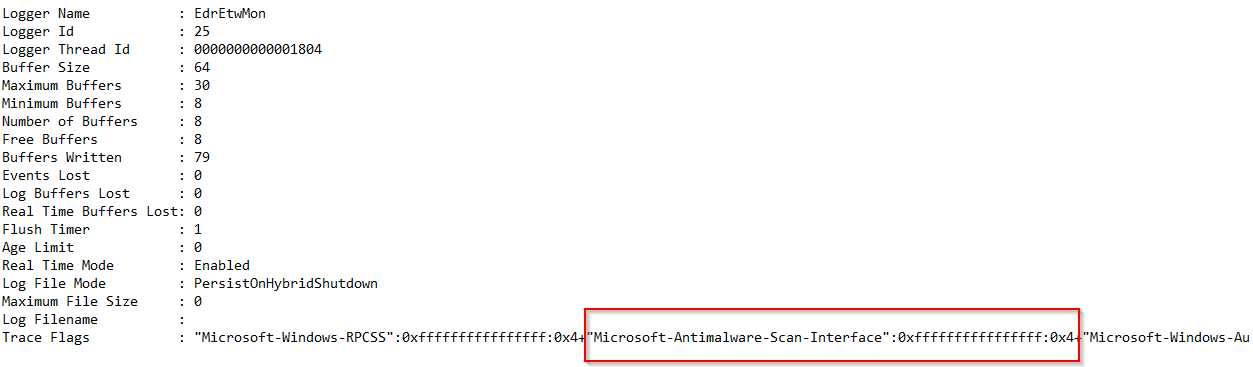 Logger Name : EdrEtwMon
Logger Id : 25
Logger Thread Id : 0000000000001804
Buffer Size : 64
Maximum Buffers : 30
Minimum Buffers : 8
Number of Buffers : 8
Free Buffers : 8
Buffers Written : 79
Events Lost : 0
Log Buffers Lost : 0
Real Time Buffers Lost: 0
Flush Timer : 1
Age Limit : 0
Real Time Mode : Enabled
Log File Mode : PersistOnHybridShutdown
Maximum File Size : 0
Log Filename :
Trace Flags : "Microsoft-Windows-RPCSS":0xffffffffffffffff:0x4+"Microsoft-Antimalware-Scan-Interface":0xffffffffffffffff:0x4+"Microsoft-Windows-Au